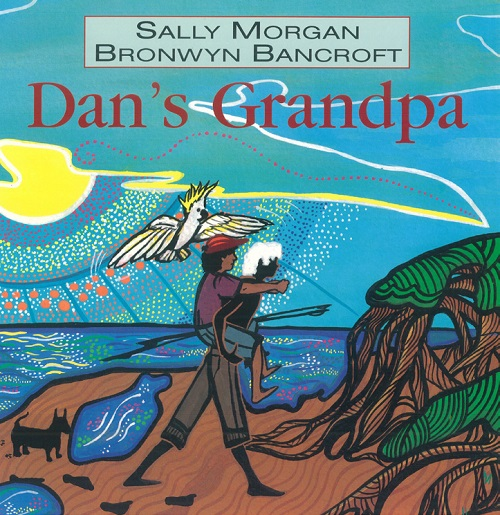 SALLY MORGAN
BRONWYN BANCROFT
Dan's Grandpa